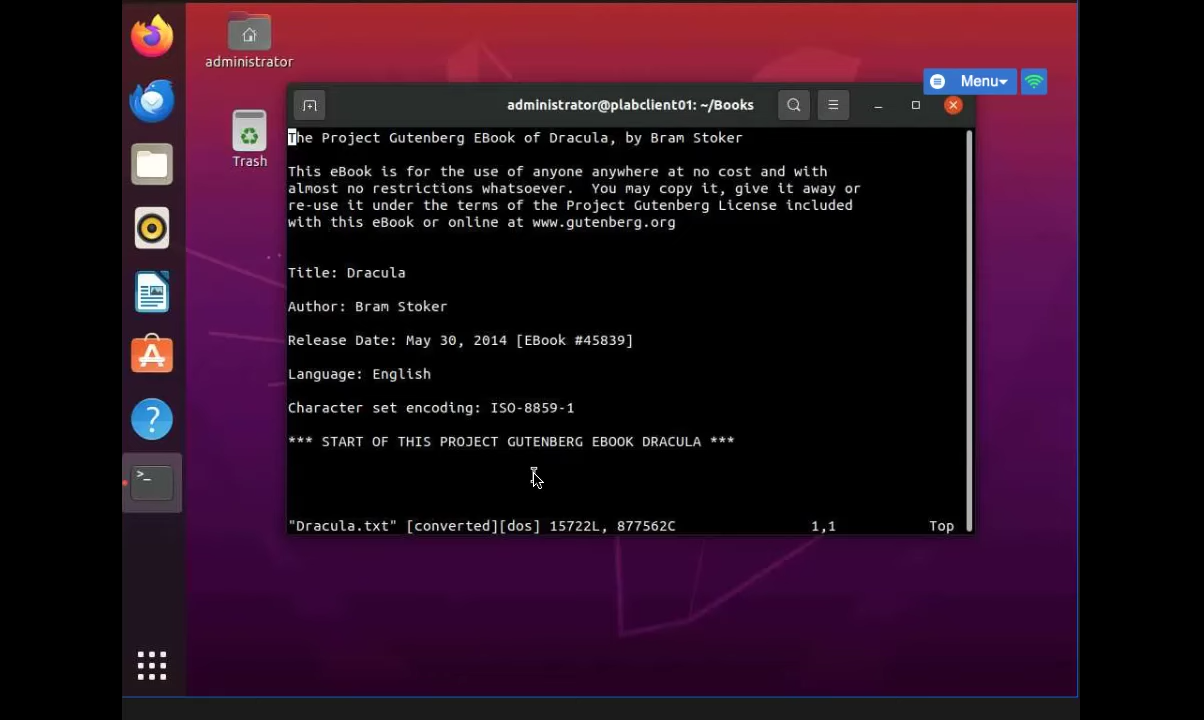 administrator
Menu
administrator@plabclient01: ~/Books
Trash
The Project Gutenberg EBook of Dracula, by Bram Stoker
This eBook is for the use of anyone anywhere at no cost and with
almost no restrictions whatsoever.  You may copy it, give it away or
re-use it under the terms of the Project Gutenberg License included
with this eBook or online at www.gutenberg.org
Title: Dracula
Author: Bram Stoker
Release Date: May 30, 2014 [EBook #45839]
Language: English
Character set encoding: ISO-8859-1
*** START OF THIS PROJECT GUTENBERG EBOOK DRACULA ***
"Dracula.txt" [converted][dos] 15722L, 877562C 1,1 Top